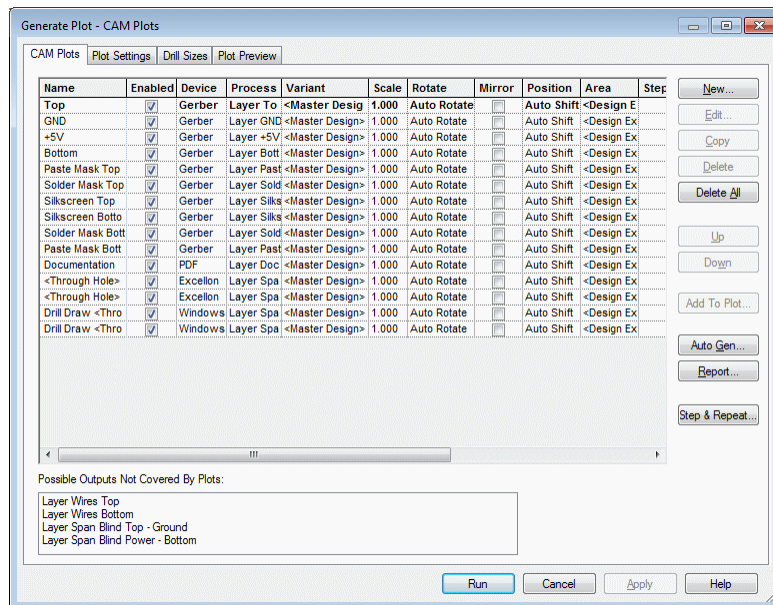 Generate Plot - CAM Plots
CAM Plots Plot Settings Drill Sizes Plot Preview
Name Enabled Device Process Variant Scale Rotate Mirror Position Area Step
Top Gerber Layer To <Master Desig 1.000 Auto Rotate Auto Shift <Design E
GND Gerber Layer GND <Master Design> 1.000 Auto Rotate Auto Shift <Design Ex
+5V Gerber Layer +5V <Master Design> 1.000 Auto Rotate Auto Shift <Design Ex
Bottom Gerber Layer Bott <Master Design> 1.000 Auto Rotate Auto Shift <Design Ex
Paste Mask Top Gerber Layer Past <Master Design> 1.000 Auto Rotate Auto Shift <Design Ex
Solder Mask Top Gerber Layer Sold <Master Design> 1.000 Auto Rotate Auto Shift <Design Ex
Silkscreen Top Gerber Layer Silks <Master Design> 1.000 Auto Rotate Auto Shift <Design Ex
Silkscreen Botto Gerber Layer Silks <Master Design> 1.000 Auto Rotate Auto Shift <Design Ex
Solder Mask Bott Gerber Layer Sold <Master Design> 1.000 Auto Rotate Auto Shift <Design Ex
Paste Mask Bott Gerber Layer Past <Master Design> 1.000 Auto Rotate Auto Shift <Design Ex
Documentation PDF Layer Doc <Master Design> 1.000 Auto Rotate Auto Shift <Design Ex
<Through Hole> Excellon Layer Spa <Master Design> 1.000 Auto Rotate Auto Shift <Design Ex
<Through Hole> Excellon Layer Spa <Master Design> 1.000 Auto Rotate Auto Shift <Design Ex
Drill Draw <Thro Windows Layer Spa <Master Design> 1.000 Auto Rotate Auto Shift <Design Ex
Drill Draw <Thro Windows Layer Spa <Master Design> 1.000 Auto Rotate Auto Shift <Design Ex
New...
Edit...
Copy
Delete
Delete All
Up
Down
Add To Plot...
Auto Gen...
Report...
Step & Repeat...
Possible Outputs Not Covered By Plots:
Layer Wires Top
Layer Wires Bottom
Layer Span Blind Top - Ground
Layer Span Blind Power - Bottom
Run Cancel Apply Help